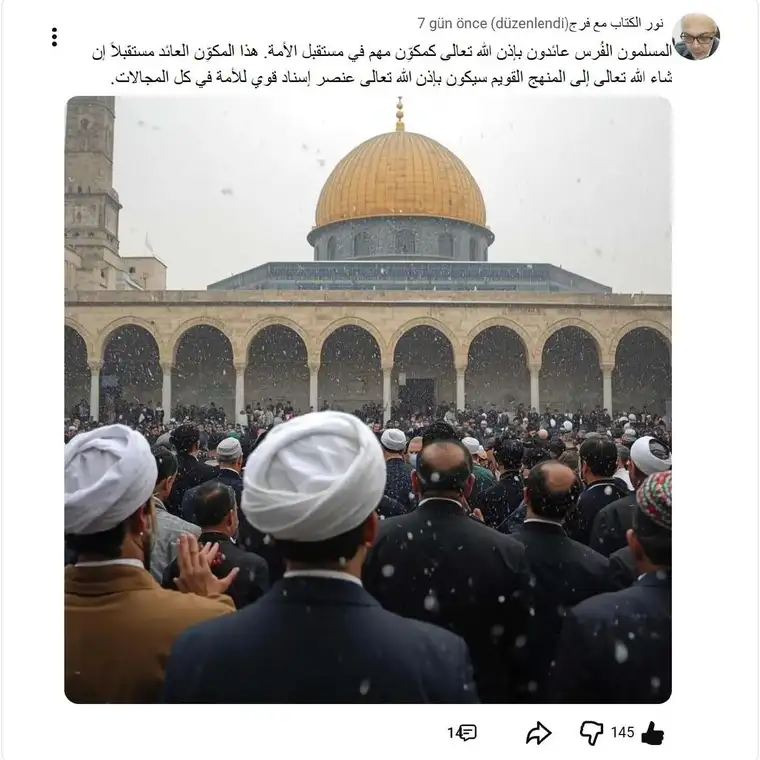 نور الكتاب مع فرج 7 gün önce (düzenlendi)
المسلمون الفُرس عائدون بإذن الله تعالى كمكوّن مهم في مستقبل الأمة. هذا المكوّن العائد مستقبلاً إن
شاء الله تعالى إلى المنهج القويم سيكون بإذن الله تعالى عنصر إسناد قوي للأمة في كل المجالات.
145 14